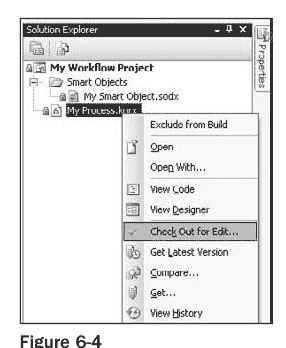 Solution Explorer
Properties
My Workflow Project
Smart Objects
My Smart Object.sodx
My Process.kprx
Exclude from Build
Open
Open With...
View Code
View Designer
Check Out for Edit...
Get Latest Version
Compare...
Get...
View History
Figure 6-4